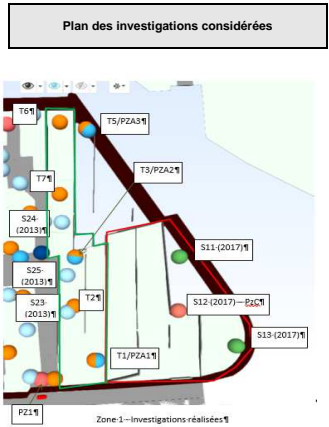 Plan des investigations considérées
T6¶
T5/PZA3¶
T3/PZA2¶
T7¶
S24-
(2013)¶
S11·(2017)¶
S25-
(2013)¶
S23-
(2013)¶
T2¶
S12·(2017)·–·PzC¶
S13·(2017)¶
T1/PZA1¶
PZ1¶
Zone·1·–·Investigations·réalisées¶